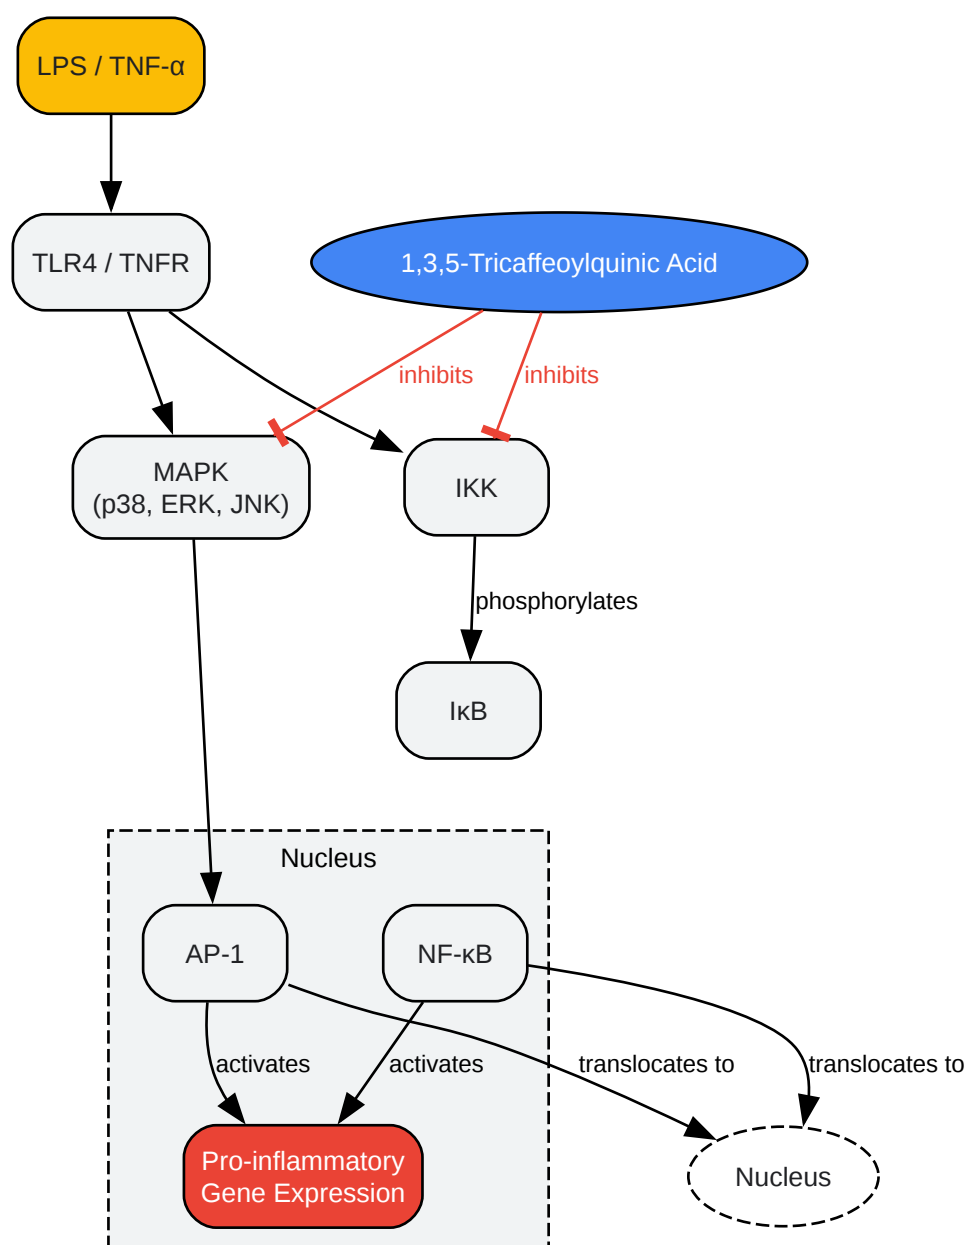 LPS / TNF-α
TLR4 / TNFR
1,3,5-Tricaffeoylquinic Acid
inhibits
inhibits
MAPK
(p38, ERK, JNK)
IKK
phosphorylates
IκB
Nucleus
AP-1
NF-κB
activates
activates
translocates to
translocates to
Pro-inflammatory
Gene Expression
Nucleus